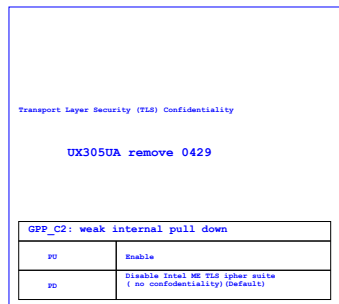 Transport Layer Security (TLS) Confidentiality
UX305UA remove 0429
GPP_C2: weak internal pull down
PU Enable
PD Disable Intel ME TLS ipher suite
( no confodentiality)(Default)